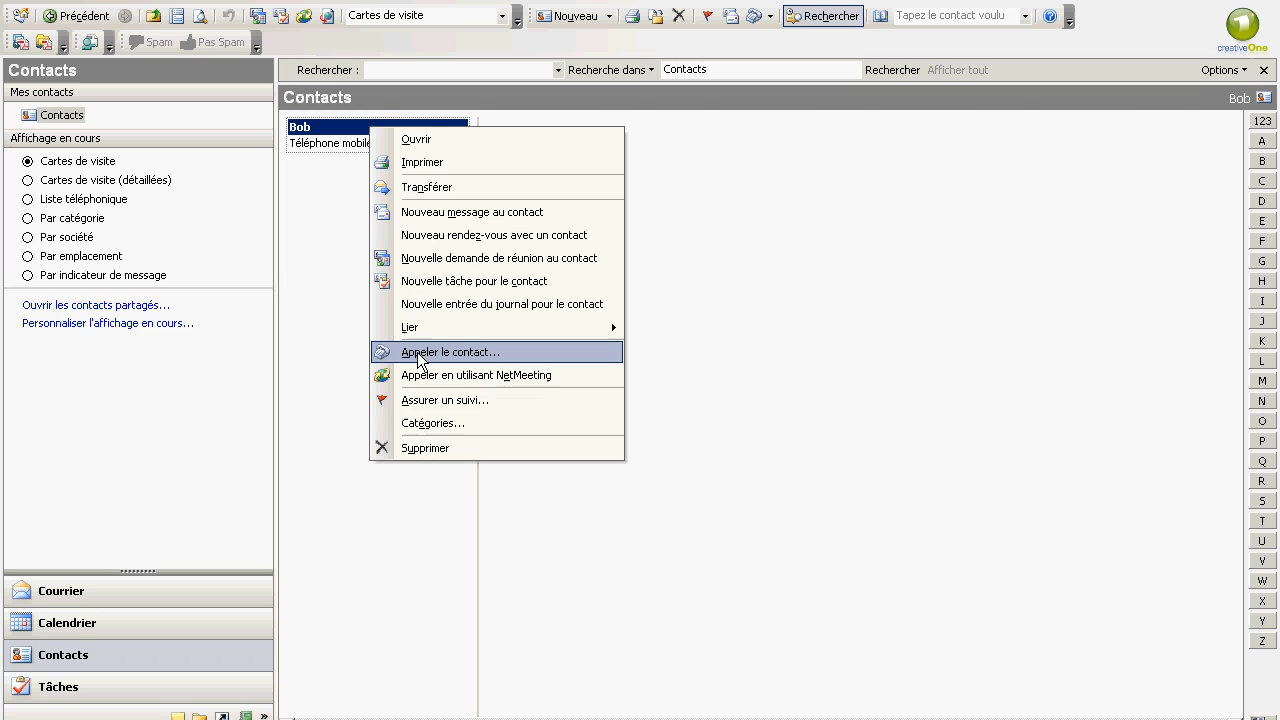 Précédent
Cartes de visite
Nouveau
Rechercher
Tapez le contact voulu
creativeOne
Spam
Pas Spam
Contacts
Rechercher :
Recherche dans
Contacts
Rechercher
Afficher tout
Options
Mes contacts
Contacts
Bob
Contacts
Affichage en cours
Cartes de visite
Cartes de visite (détaillées)
Liste téléphonique
Par catégorie
Par société
Par emplacement
Par indicateur de message
Ouvrir les contacts partagés...
Personnaliser l'affichage en cours...
Bob
Téléphone mobile
Ouvrir
Imprimer
Transférer
Nouveau message au contact
Nouveau rendez-vous avec un contact
Nouvelle demande de réunion au contact
Nouvelle tâche pour le contact
Nouvelle entrée du journal pour le contact
Lier
Appeler le contact...
Appeler en utilisant NetMeeting
Assurer un suivi...
Catégories...
Supprimer
123
A
B
C
D
E
F
G
H
I
J
K
L
M
N
O
P
Q
R
S
T
U
V
W
X
Y
Z
Courrier
Calendrier
Contacts
Tâches